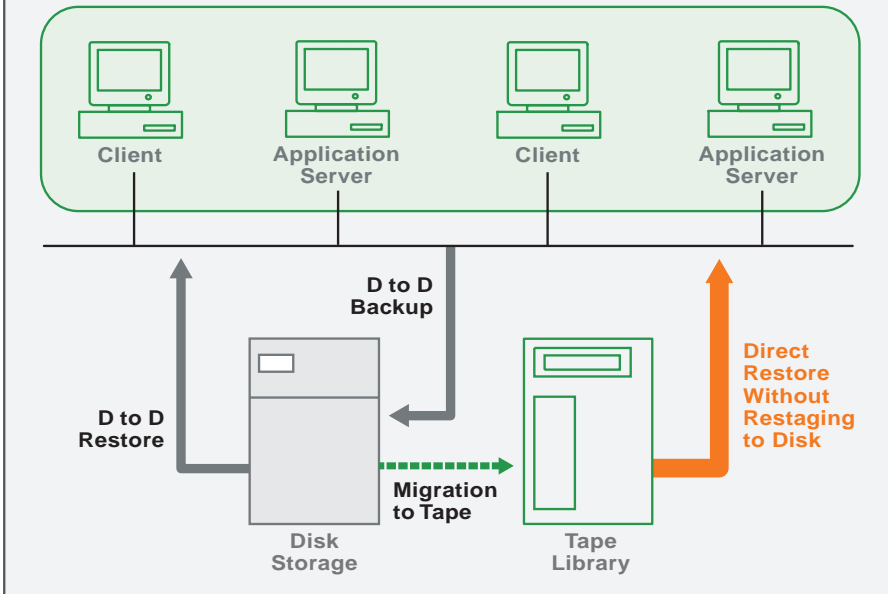 Client
Application
Server
Client
Application
Server
D to D
Backup
D to D
Restore
Direct
Restore
Without
Restaging
to Disk
Migration
to Tape
Disk
Storage
Tape
Library